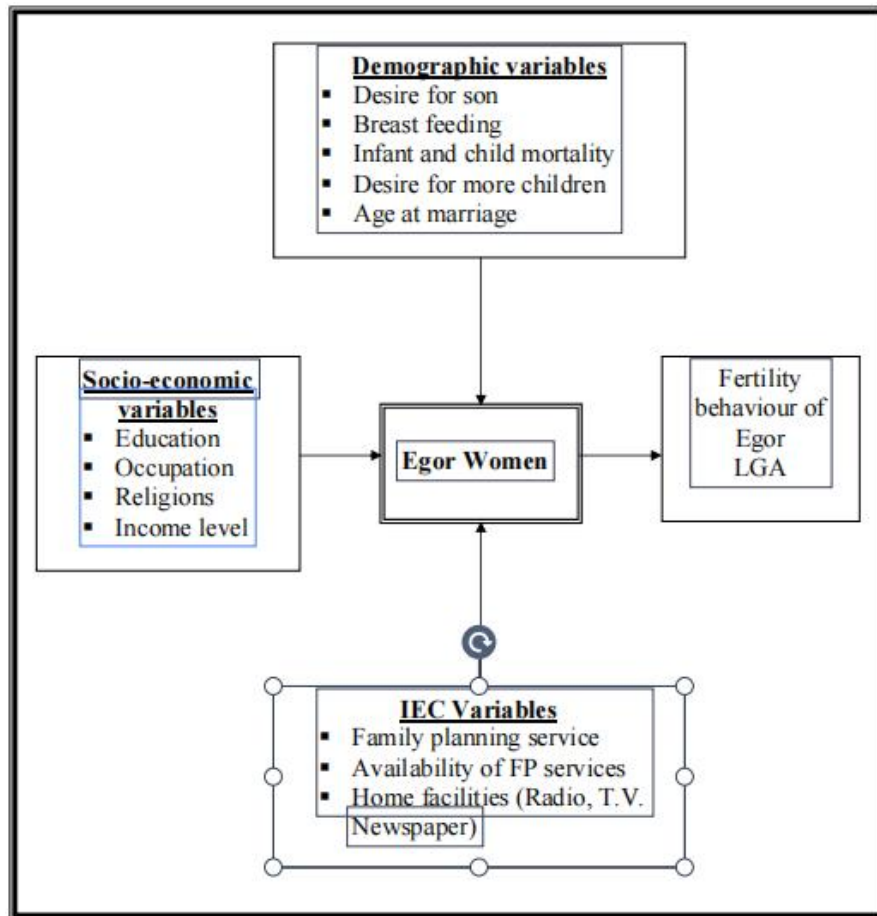 Demographic variables
▪ Desire for son
▪ Breast feeding
▪ Infant and child mortality
▪ Desire for more children
▪ Age at marriage
Socio-economic
variables
▪ Education
▪ Occupation
▪ Religions
▪ Income level
Egor Women
Fertility
behaviour of
Egor
LGA
IEC Variables
▪ Family planning service
▪ Availability of FP services
▪ Home facilities (Radio, T.V.
Newspaper)